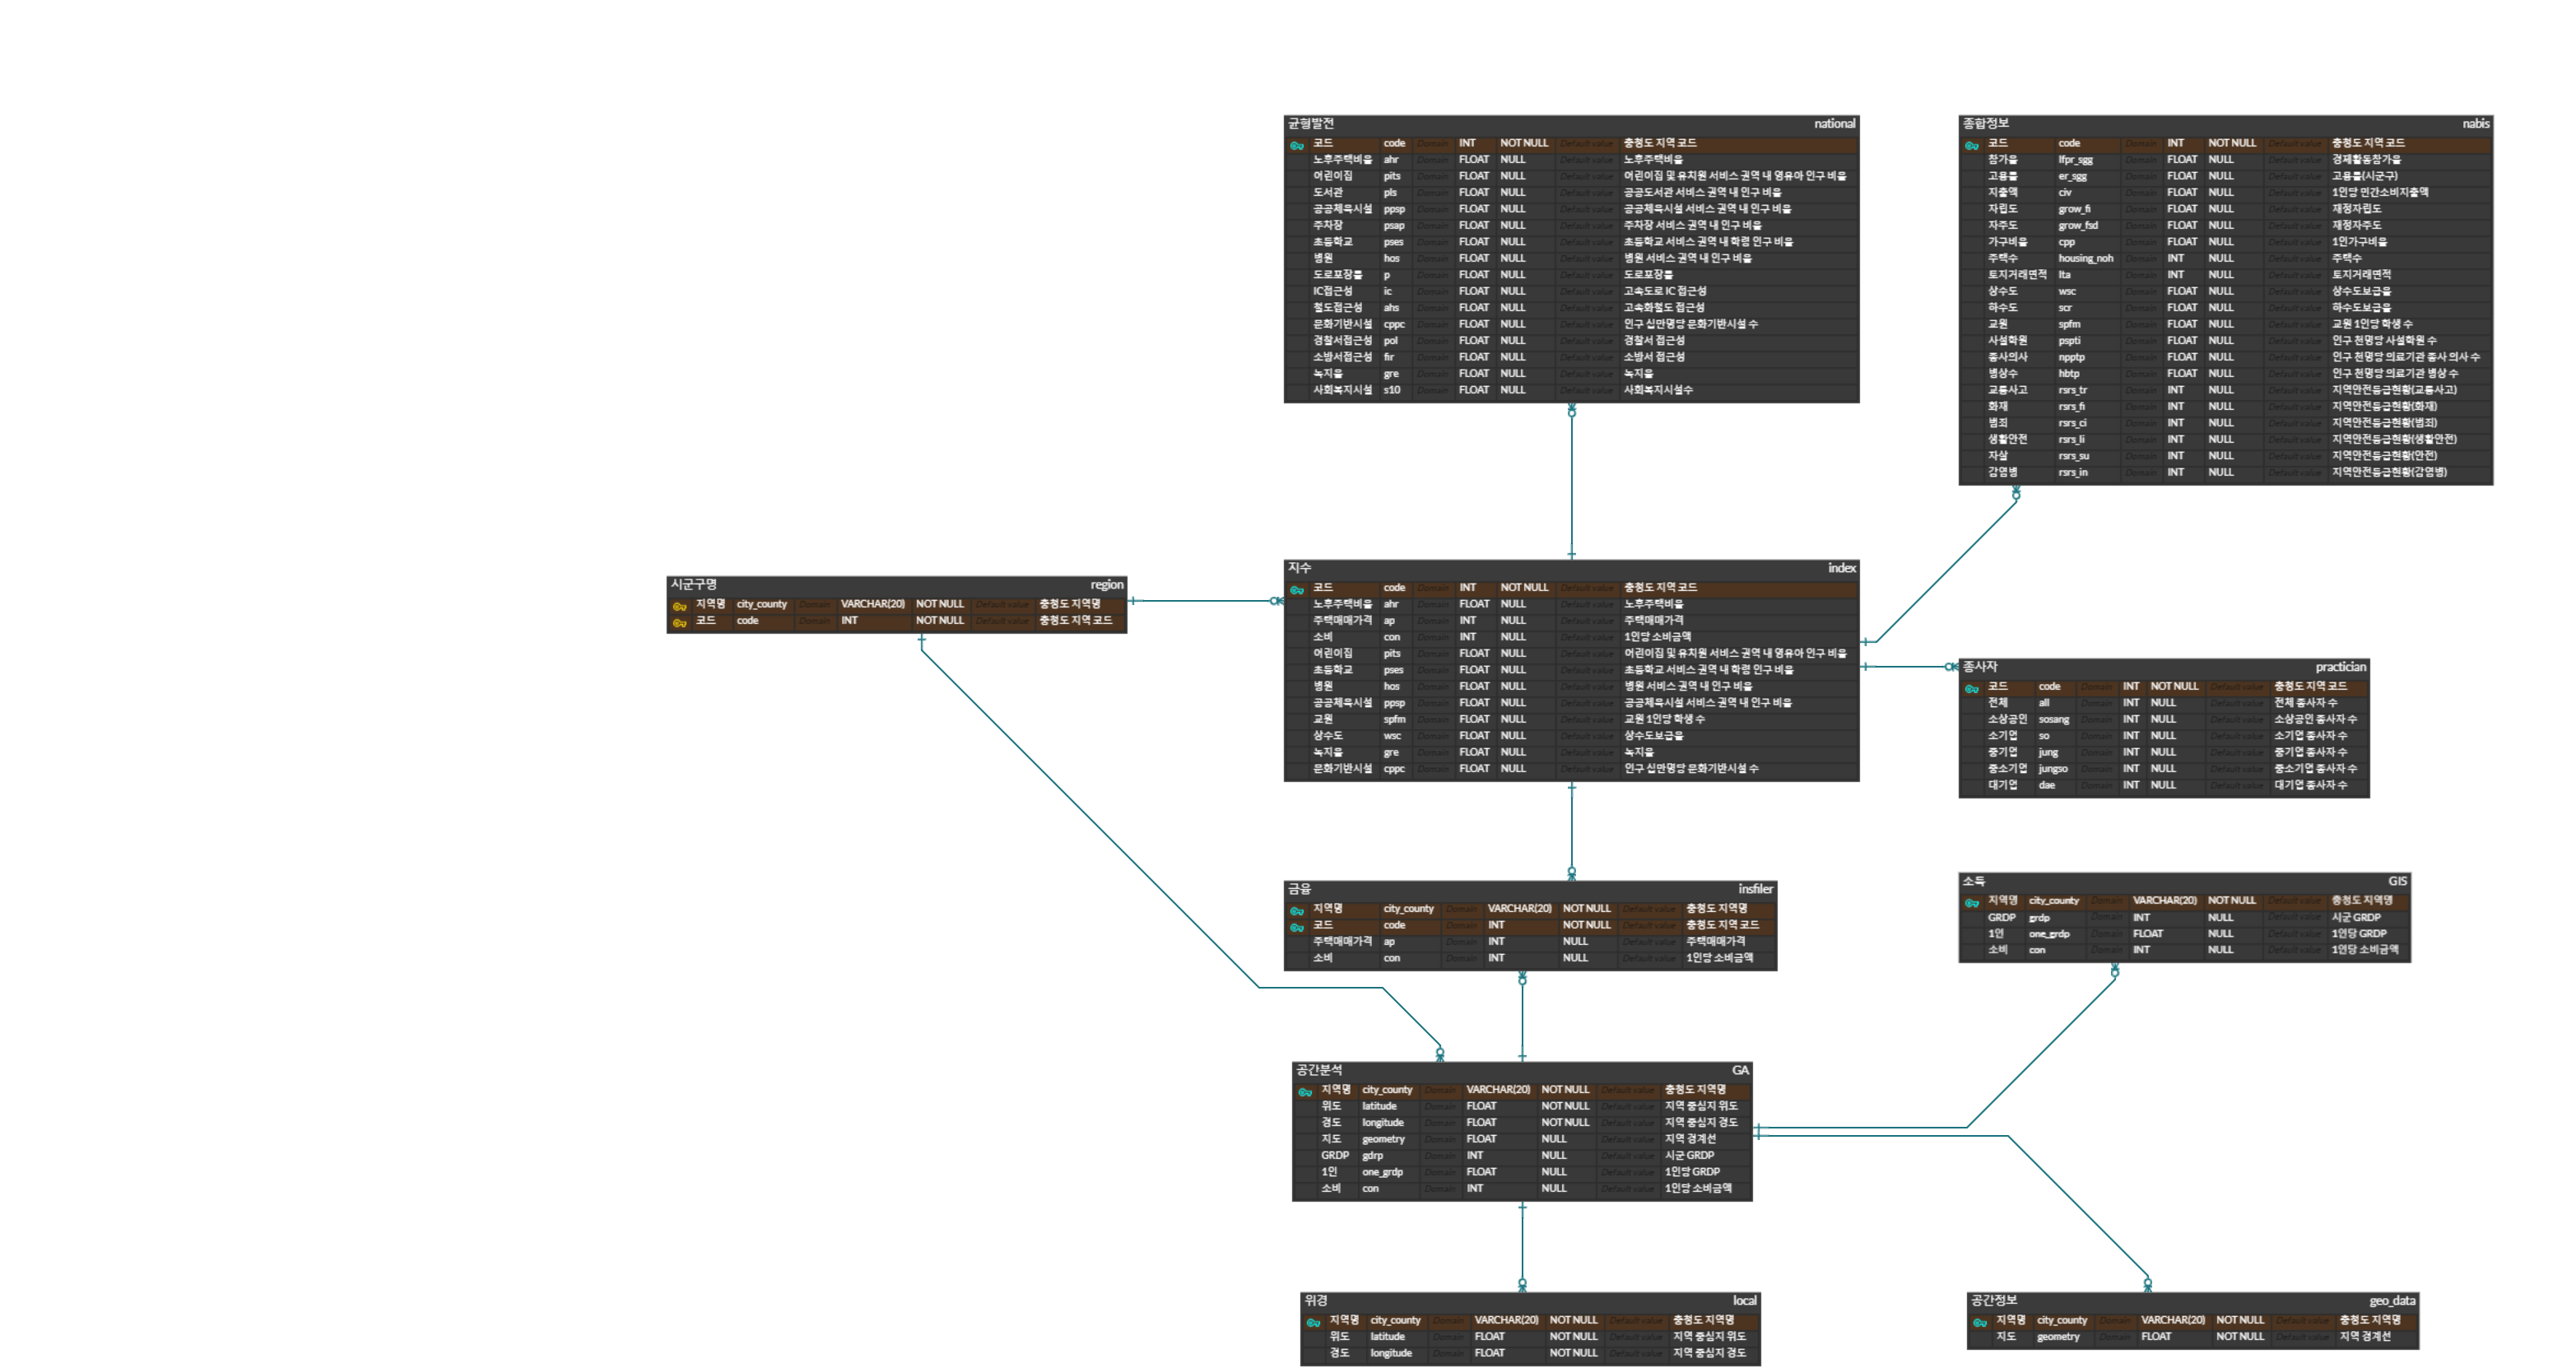 균형발전 national
코드 code Domain INT NOT NULL Default value 충청도 지역 코드
노후주택비율 ahr Domain FLOAT NULL Default value 노후주택비율
어린이집 pits Domain FLOAT NULL Default value 어린이집 및 유치원 서비스 권역 내 영유아 인구 비율
도서관 pls Domain FLOAT NULL Default value 공공도서관 서비스 권역 내 인구 비율
공공체육시설 ppsp Domain FLOAT NULL Default value 공공체육시설 서비스 권역 내 인구 비율
주차장 psap Domain FLOAT NULL Default value 주차장 서비스 권역 내 인구 비율
초등학교 pses Domain FLOAT NULL Default value 초등학교 서비스 권역 내 학령 인구 비율
병원 hos Domain FLOAT NULL Default value 병원 서비스 권역 내 인구 비율
도로포장률 p Domain FLOAT NULL Default value 도로포장률
IC접근성 ic Domain FLOAT NULL Default value 고속도로 IC 접근성
철도접근성 ahs Domain FLOAT NULL Default value 고속화철도 접근성
문화기반시설 cppc Domain FLOAT NULL Default value 인구 십만명당 문화기반시설 수
경찰서접근성 pol Domain FLOAT NULL Default value 경찰서 접근성
소방서접근성 fir Domain FLOAT NULL Default value 소방서 접근성
녹지율 gre Domain FLOAT NULL Default value 녹지율
사회복지시설 s10 Domain FLOAT NULL Default value 사회복지시설수
종합정보 nabis
코드 code Domain INT NOT NULL Default value 충청도 지역 코드
참가율 lfpr_sgg Domain FLOAT NULL Default value 경제활동참가율
고용률 er_sgg Domain FLOAT NULL Default value 고용률(시군구)
지출액 civ Domain FLOAT NULL Default value 1인당 민간소비지출액
자립도 grow_fi Domain FLOAT NULL Default value 재정자립도
자주도 grow_fsd Domain FLOAT NULL Default value 재정자주도
가구비율 cpp Domain FLOAT NULL Default value 1인가구비율
주택수 housing_noh Domain INT NULL Default value 주택수
토지거래면적 lta Domain INT NULL Default value 토지거래면적
상수도 wsc Domain FLOAT NULL Default value 상수도보급율
하수도 scr Domain FLOAT NULL Default value 하수도보급율
교원 spfm Domain FLOAT NULL Default value 교원 1인당 학생 수
사설학원 pspti Domain FLOAT NULL Default value 인구 천명당 사설학원 수
종사의사 npptp Domain FLOAT NULL Default value 인구 천명당 의료기관 종사 의사 수
병상수 hbtp Domain FLOAT NULL Default value 인구 천명당 의료기관 병상 수
교통사고 rsrs_tr Domain INT NULL Default value 지역안전등급현황(교통사고)
화재 rsrs_fi Domain INT NULL Default value 지역안전등급현황(화재)
범죄 rsrs_ci Domain INT NULL Default value 지역안전등급현황(범죄)
생활안전 rsrs_li Domain INT NULL Default value 지역안전등급현황(생활안전)
자살 rsrs_su Domain INT NULL Default value 지역안전등급현황(안전)
감염병 rsrs_in Domain INT NULL Default value 지역안전등급현황(감염병)
시군구명 region
지역명 city_county Domain VARCHAR(20) NOT NULL Default value 충청도 지역명
코드 code Domain INT NOT NULL Default value 충청도 지역 코드
지수 index
코드 code Domain INT NOT NULL Default value 충청도 지역 코드
노후주택비율 ahr Domain FLOAT NULL Default value 노후주택비율
주택매매가격 ap Domain INT NULL Default value 주택매매가격
소비 con Domain INT NULL Default value 1인당 소비금액
어린이집 pits Domain FLOAT NULL Default value 어린이집 및 유치원 서비스 권역 내 영유아 인구 비율
초등학교 pses Domain FLOAT NULL Default value 초등학교 서비스 권역 내 학령 인구 비율
병원 hos Domain FLOAT NULL Default value 병원 서비스 권역 내 인구 비율
공공체육시설 ppsp Domain FLOAT NULL Default value 공공체육시설 서비스 권역 내 인구 비율
교원 spfm Domain FLOAT NULL Default value 교원 1인당 학생 수
상수도 wsc Domain FLOAT NULL Default value 상수도보급율
녹지율 gre Domain FLOAT NULL Default value 녹지율
문화기반시설 cppc Domain FLOAT NULL Default value 인구 십만명당 문화기반시설 수
종사자 practician
코드 code Domain INT NOT NULL Default value 충청도 지역 코드
전체 all Domain INT NULL Default value 전체 종사자 수
소상공인 sosang Domain INT NULL Default value 소상공인 종사자 수
소기업 so Domain INT NULL Default value 소기업 종사자 수
중기업 jung Domain INT NULL Default value 중기업 종사자 수
중소기업 jungso Domain INT NULL Default value 중소기업 종사자 수
대기업 dae Domain INT NULL Default value 대기업 종사자 수
금융 insfiler
지역명 city_county Domain VARCHAR(20) NOT NULL Default value 충청도 지역명
코드 code Domain INT NOT NULL Default value 충청도 지역 코드
주택매매가격 ap Domain INT NULL Default value 주택매매가격
소비 con Domain INT NULL Default value 1인당 소비금액
소득 GIS
지역명 city_county Domain VARCHAR(20) NOT NULL Default value 충청도 지역명
GRDP grdp Domain INT NULL Default value 시군 GRDP
1인 one_grdp Domain FLOAT NULL Default value 1인당 GRDP
소비 con Domain INT NULL Default value 1인당 소비금액
공간분석 GA
지역명 city_county Domain VARCHAR(20) NOT NULL Default value 충청도 지역명
위도 latitude Domain FLOAT NOT NULL Default value 지역 중심지 위도
경도 longitude Domain FLOAT NOT NULL Default value 지역 중심지 경도
지도 geometry Domain FLOAT NULL Default value 지역 경계선
GRDP gdrp Domain INT NULL Default value 시군 GRDP
1인 one_grdp Domain FLOAT NULL Default value 1인당 GRDP
소비 con Domain INT NULL Default value 1인당 소비금액
위경 local
지역명 city_county Domain VARCHAR(20) NOT NULL Default value 충청도 지역명
위도 latitude Domain FLOAT NOT NULL Default value 지역 중심지 위도
경도 longitude Domain FLOAT NOT NULL Default value 지역 중심지 경도
공간정보 geo_data
지역명 city_county Domain VARCHAR(20) NOT NULL Default value 충청도 지역명
지도 geometry Domain FLOAT NOT NULL Default value 지역 경계선